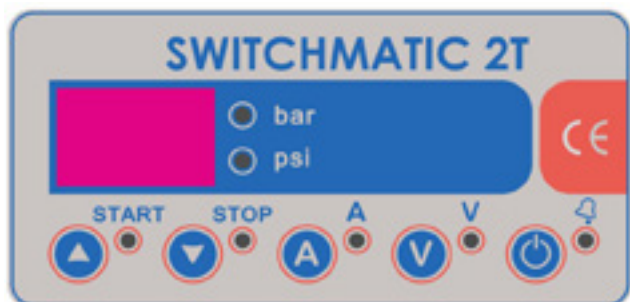 SWITCHMATIC 2T
bar
psi
CE
START STOP A V
A V